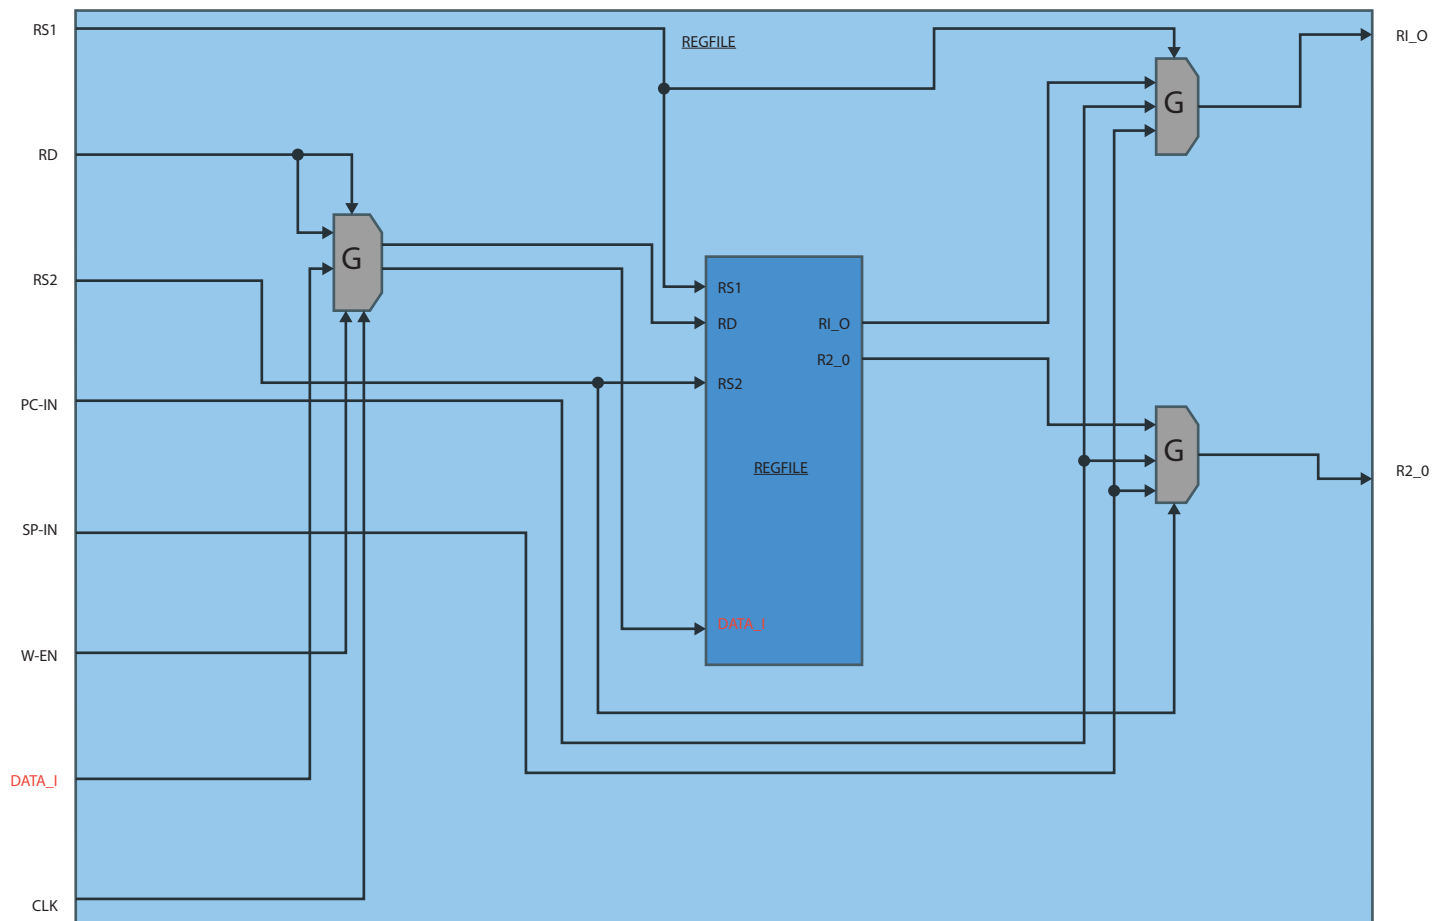 RS1
REGFILE
RI_O
G
RD
G
RS2
RS1
RD
RI_O
R2_0
RS2
PC-IN
G
REGFILE
R2_0
SP-IN
DATA_I
W-EN
DATA_I
CLK